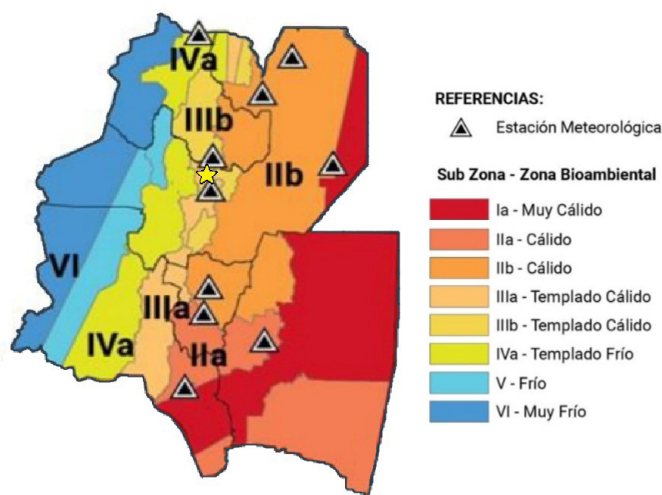 IVa
IIIb
IIb
VI
IIIa
IVa
IIa
REFERENCIAS:
Estación Meteorológica
Sub Zona - Zona Bioambiental
Ia - Muy Cálido
IIa - Cálido
IIb - Cálido
IIIa - Templado Cálido
IIIb - Templado Cálido
IVa - Templado Frío
V - Frío
VI - Muy Frío